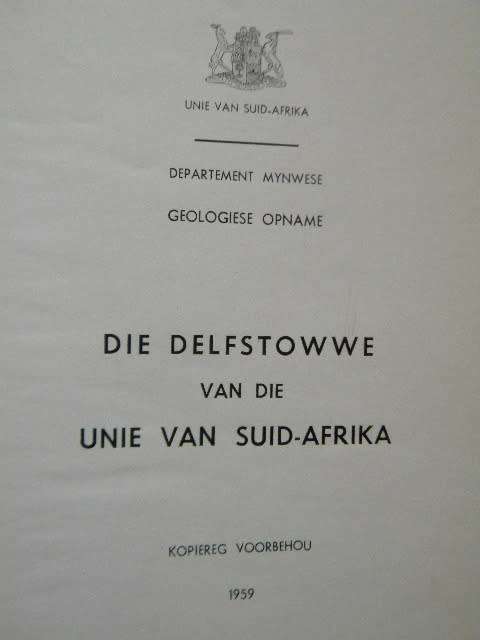 UNIE VAN SUID-AFRIKA
DEPARTEMENT MYNWESE
GEOLOGIESE OPNAME
DIE DELFSTOWWE
VAN DIE
UNIE VAN SUID-AFRIKA
KOPIEREG VOORBEHOU
1959